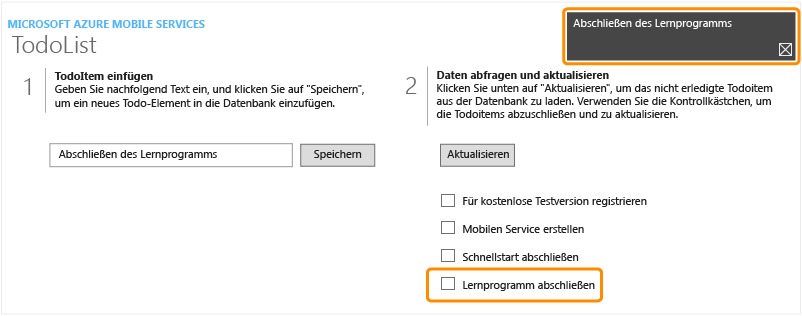 MICROSOFT AZURE MOBILE SERVICES
TodoList
Abschließen des Lernprogramms
1
TodoItem einfügen
Geben Sie nachfolgend Text ein, und klicken Sie auf "Speichern",
um ein neues Todo-Element in die Datenbank einzufügen.
Abschließen des Lernprogramms
Speichern
2
Daten abfragen und aktualisieren
Klicken Sie unten auf "Aktualisieren", um das nicht erledigte Todoitem
aus der Datenbank zu laden. Verwenden Sie die Kontrollkästchen, um
die Todoitems abzuschließen und zu aktualisieren.
Aktualisieren
Für kostenlose Testversion registrieren
Mobilen Service erstellen
Schnellstart abschließen
Lernprogramm abschließen